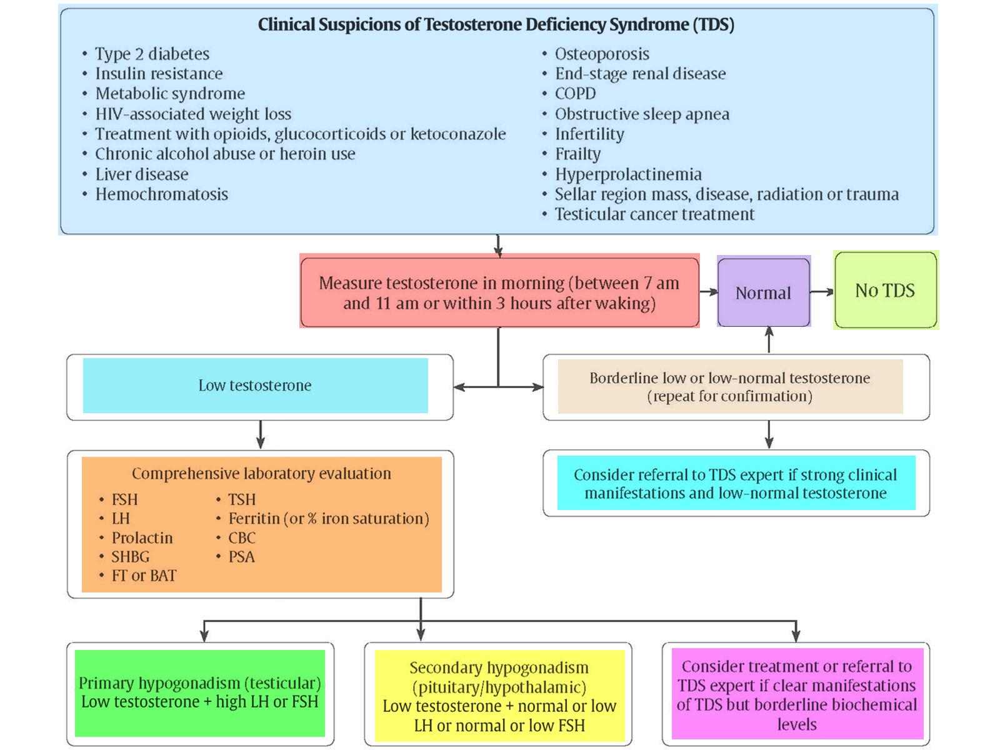 Clinical Suspicions of Testosterone Deficiency Syndrome (TDS)
• Type 2 diabetes
• Insulin resistance
• Metabolic syndrome
• HIV-associated weight loss
• Treatment with opioids, glucocorticoids or ketoconazole
• Chronic alcohol abuse or heroin use
• Liver disease
• Hemochromatosis
• Osteoporosis
• End-stage renal disease
• COPD
• Obstructive sleep apnea
• Infertility
• Frailty
• Hyperprolactinemia
• Sellar region mass, disease, radiation or trauma
• Testicular cancer treatment
Measure testosterone in morning (between 7 am
and 11 am or within 3 hours after waking)
Normal
No TDS
Low testosterone
Borderline low or low-normal testosterone
(repeat for confirmation)
Consider referral to TDS expert if strong clinical
manifestations and low-normal testosterone
Comprehensive laboratory evaluation
• FSH
• LH
• Prolactin
• SHBG
• FT or BAT
• TSH
• Ferritin (or % iron saturation)
• CBC
• PSA
Primary hypogonadism (testicular)
Low testosterone + high LH or FSH
Secondary hypogonadism
(pituitary/hypothalamic)
Low testosterone + normal or low
LH or normal or low FSH
Consider treatment or referral to
TDS expert if clear manifestations
of TDS but borderline biochemical
levels